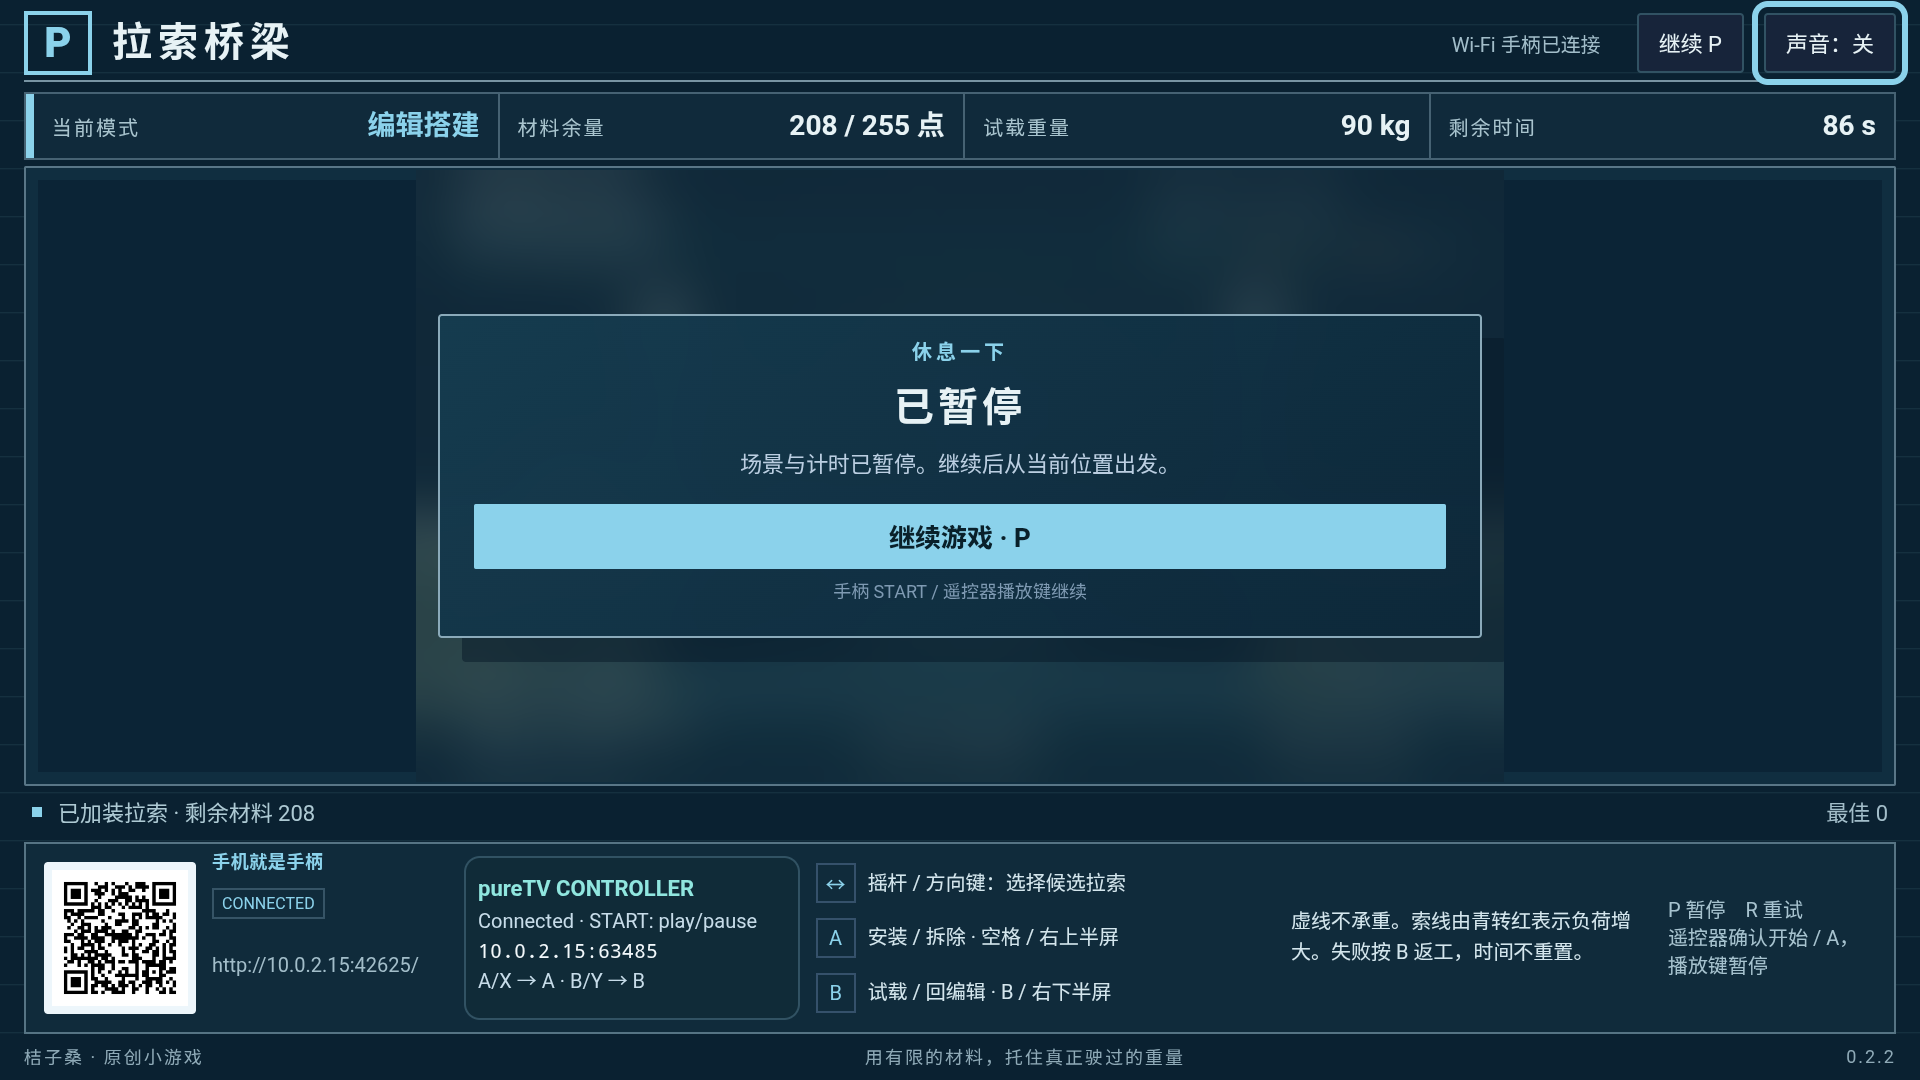 P 拉索桥梁
Wi-Fi 手柄已连接
继续 P
声音：关
当前模式 编辑搭建
材料余量 208 / 255 点
试载重量 90 kg
剩余时间 86 s
休息一下
已暂停
场景与计时已暂停。继续后从当前位置出发。
继续游戏 · P
手柄 START / 遥控器播放键继续
已加装拉索 · 剩余材料 208
最佳 0
手机就是手柄
CONNECTED
http://10.0.2.15:42625/
pureTV CONTROLLER
Connected · START: play/pause
10.0.2.15:63485
A/X → A · B/Y → B
↔ 摇杆 / 方向键：选择候选拉索
A 安装 / 拆除 · 空格 / 右上半屏
B 试载 / 回编辑 · B / 右下半屏
虚线不承重。索线由青转红表示负荷增
大。失败按 B 返工，时间不重置。
P 暂停 R 重试
遥控器确认开始 / A，
播放键暂停
桔子桑 · 原创小游戏
用有限的材料，托住真正驶过的重量
0.2.2